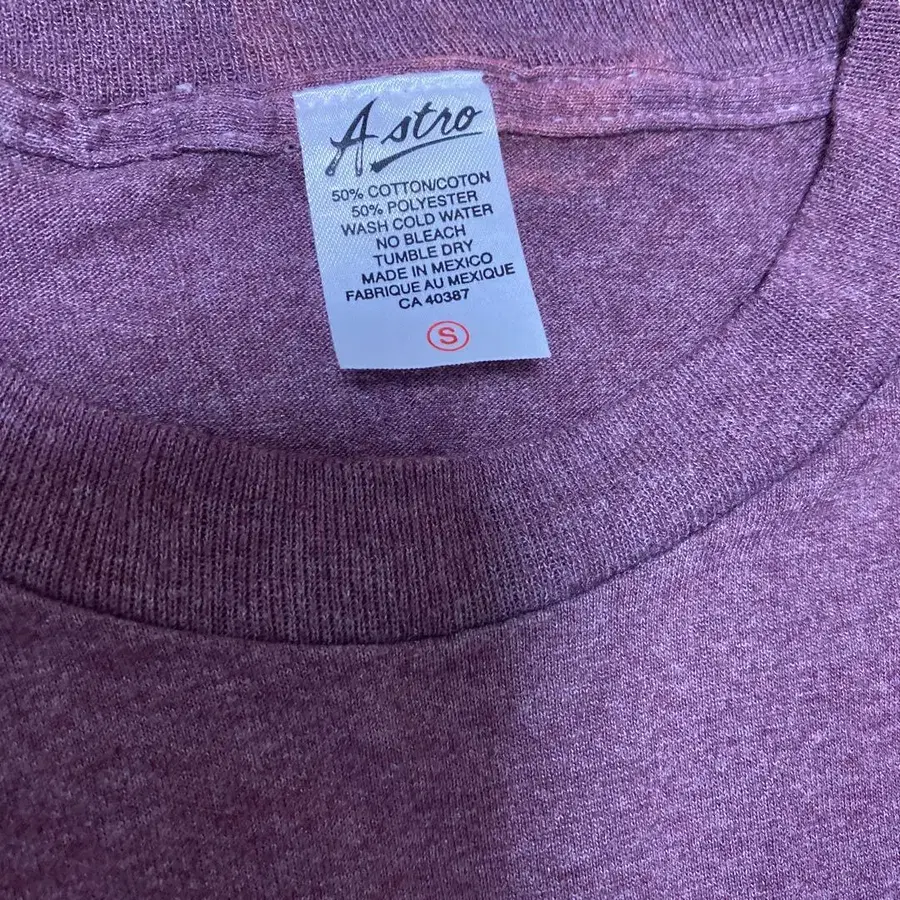 Astro
50% COTTON/COTON
50% POLYESTER
WASH COLD WATER
NO BLEACH
TUMBLE DRY
MADE IN MEXICO
FABRIQUE AU MEXIQUE
CA 40387
S